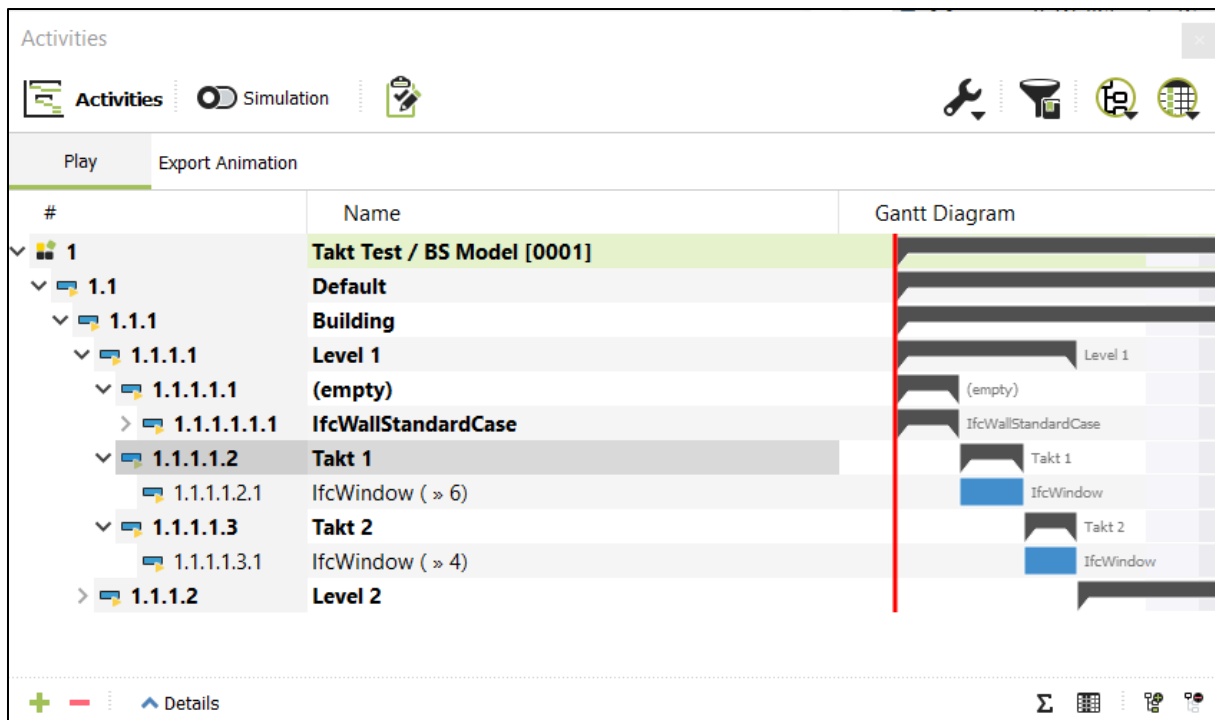 Activities
Activities Simulation
Play Export Animation
# Name Gantt Diagram
1 Takt Test / BS Model [0001]
1.1 Default
1.1.1 Building
1.1.1.1 Level 1 Level 1
1.1.1.1.1 (empty) (empty)
1.1.1.1.1.1 IfcWallStandardCase IfcWallStandardCase
1.1.1.1.2 Takt 1 Takt 1
1.1.1.1.2.1 IfcWindow ( » 6) IfcWindow
1.1.1.1.3 Takt 2 Takt 2
1.1.1.1.3.1 IfcWindow ( » 4) IfcWindow
1.1.1.2 Level 2
Details Σ